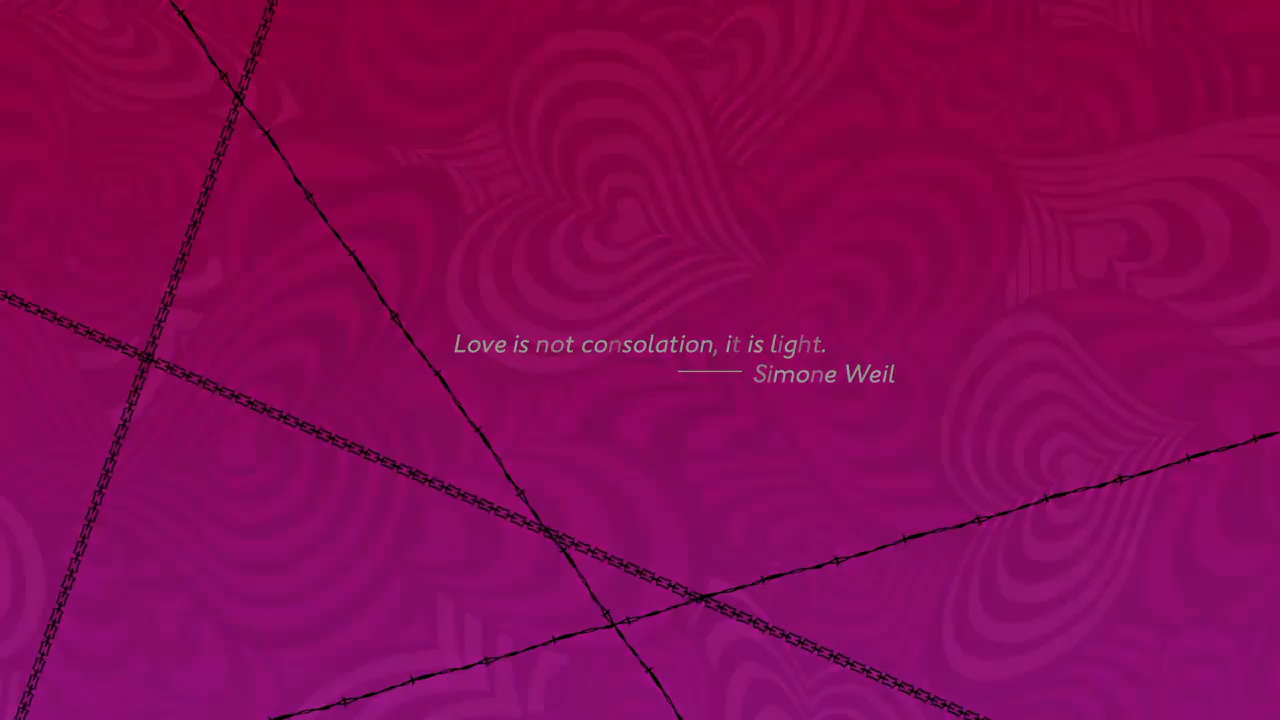 Love is not consolation, it is light.
—— Simone Weil